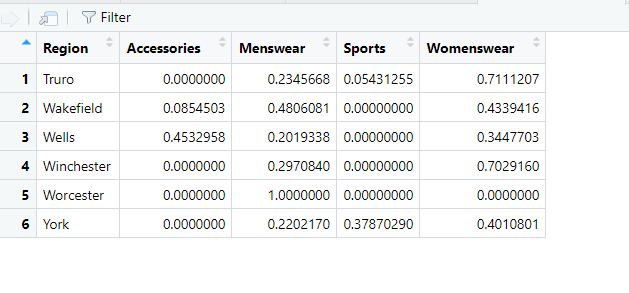 Filter
Region Accessories Menswear Sports Womenswear
1 Truro 0.0000000 0.2345668 0.05431255 0.7111207
2 Wakefield 0.0854503 0.4806081 0.00000000 0.4339416
3 Wells 0.4532958 0.2019338 0.00000000 0.3447703
4 Winchester 0.0000000 0.2970840 0.00000000 0.7029160
5 Worcester 0.0000000 1.0000000 0.00000000 0.0000000
6 York 0.0000000 0.2202170 0.37870290 0.4010801